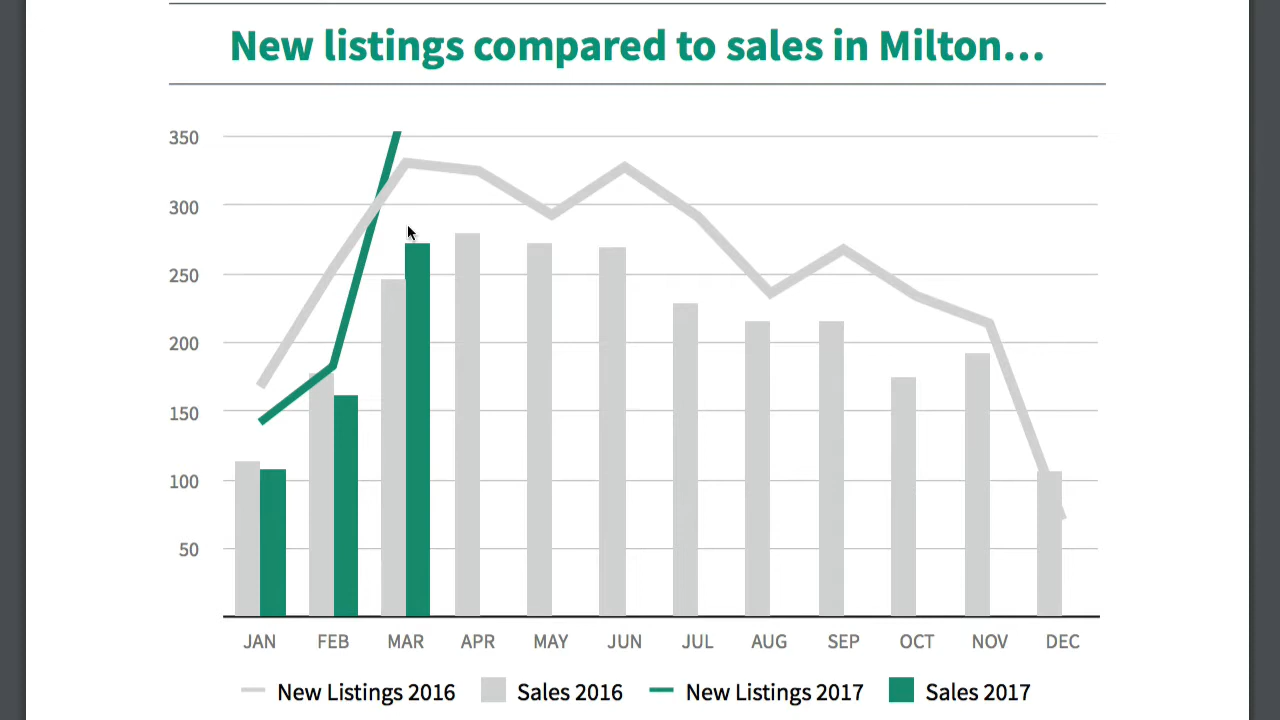 New listings compared to sales in Milton...
350
300
250
200
150
100
50
JAN FEB MAR APR MAY JUN JUL AUG SEP OCT NOV DEC
New Listings 2016 Sales 2016 New Listings 2017 Sales 2017